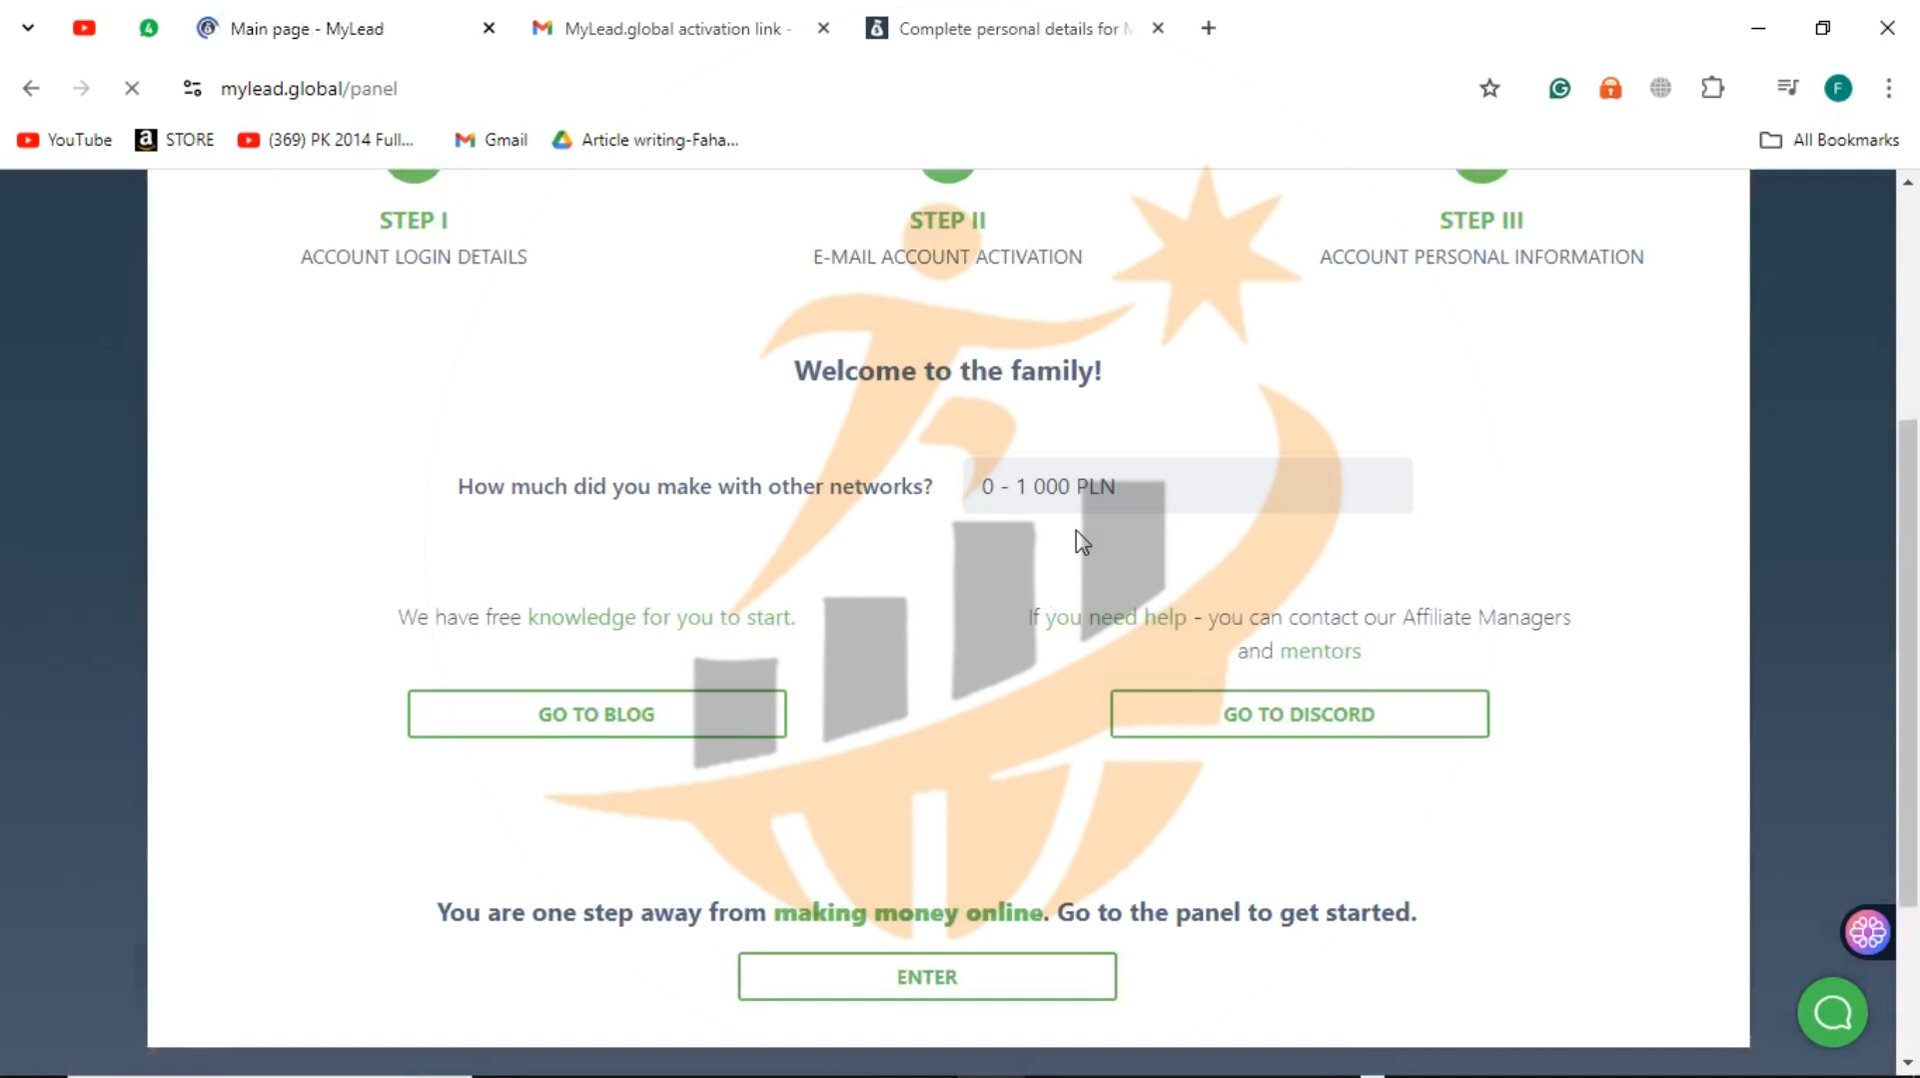 4
Main page - MyLead
MyLead.global activation link -
Complete personal details for M
mylead.global/panel
F
YouTube
a STORE
(369) PK 2014 Full...
Gmail
Article writing-Faha...
All Bookmarks
STEP I
STEP II
STEP III
ACCOUNT LOGIN DETAILS
E-MAIL ACCOUNT ACTIVATION
ACCOUNT PERSONAL INFORMATION
Welcome to the family!
How much did you make with other networks?
0 - 1 000 PLN
We have free knowledge for you to start.
If you need help - you can contact our Affiliate Managers
and mentors
GO TO BLOG
GO TO DISCORD
You are one step away from making money online. Go to the panel to get started.
ENTER